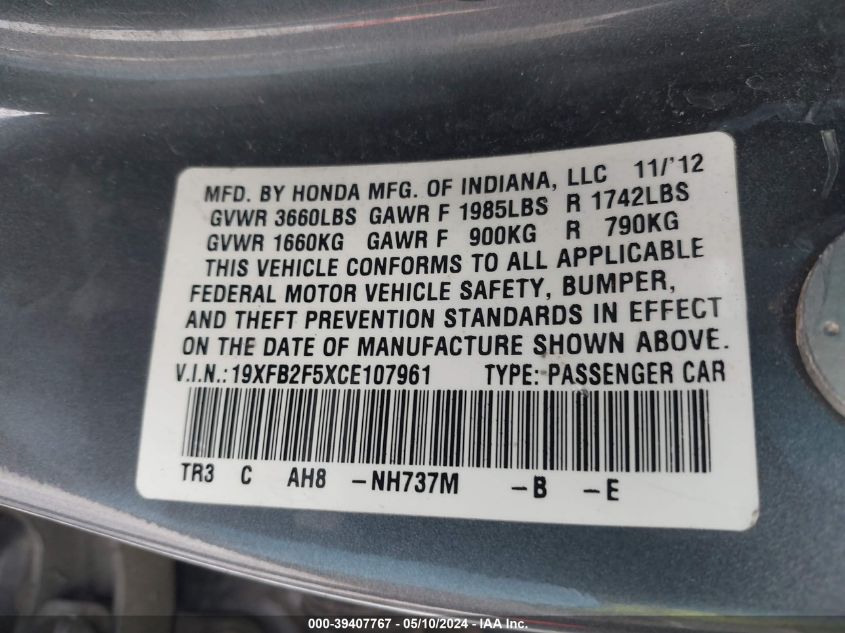 MFD. BY HONDA MFG. OF INDIANA, LLC 11/'12
GVWR 3660LBS GAWR F 1985LBS R 1742LBS
GVWR 1660KG GAWR F 900KG R 790KG
THIS VEHICLE CONFORMS TO ALL APPLICABLE
FEDERAL MOTOR VEHICLE SAFETY, BUMPER,
AND THEFT PREVENTION STANDARDS IN EFFECT
ON THE DATE OF MANUFACTURE SHOWN ABOVE.
V.I.N.:19XFB2F5XCE107961 TYPE: PASSENGER CAR
TR3 C AH8 -NH737M -B -E
000-39407767 - 05/10/2024 - IAA Inc.